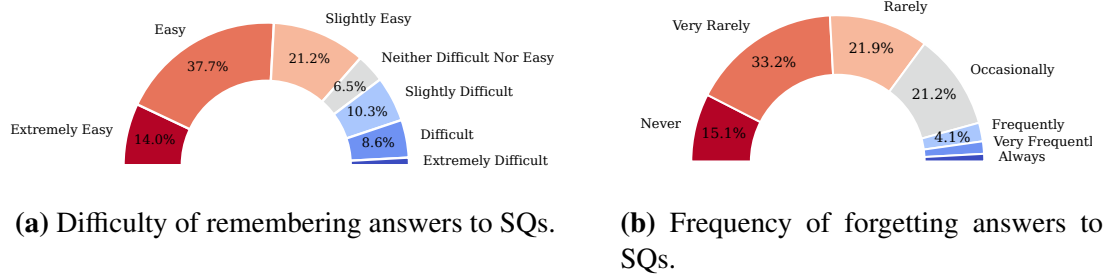 Slightly Easy
Easy
37.7%
21.2%
Neither Difficult Nor Easy
6.5%
Slightly Difficult
10.3%
Extremely Easy
14.0%
Difficult
8.6%
Extremely Difficult
(a) Difficulty of remembering answers to SQs.
Rarely
Very Rarely
21.9%
33.2%
Occasionally
21.2%
Never
15.1%
Frequently
4.1%
Very Frequentl
Always
(b) Frequency of forgetting answers to
SQs.